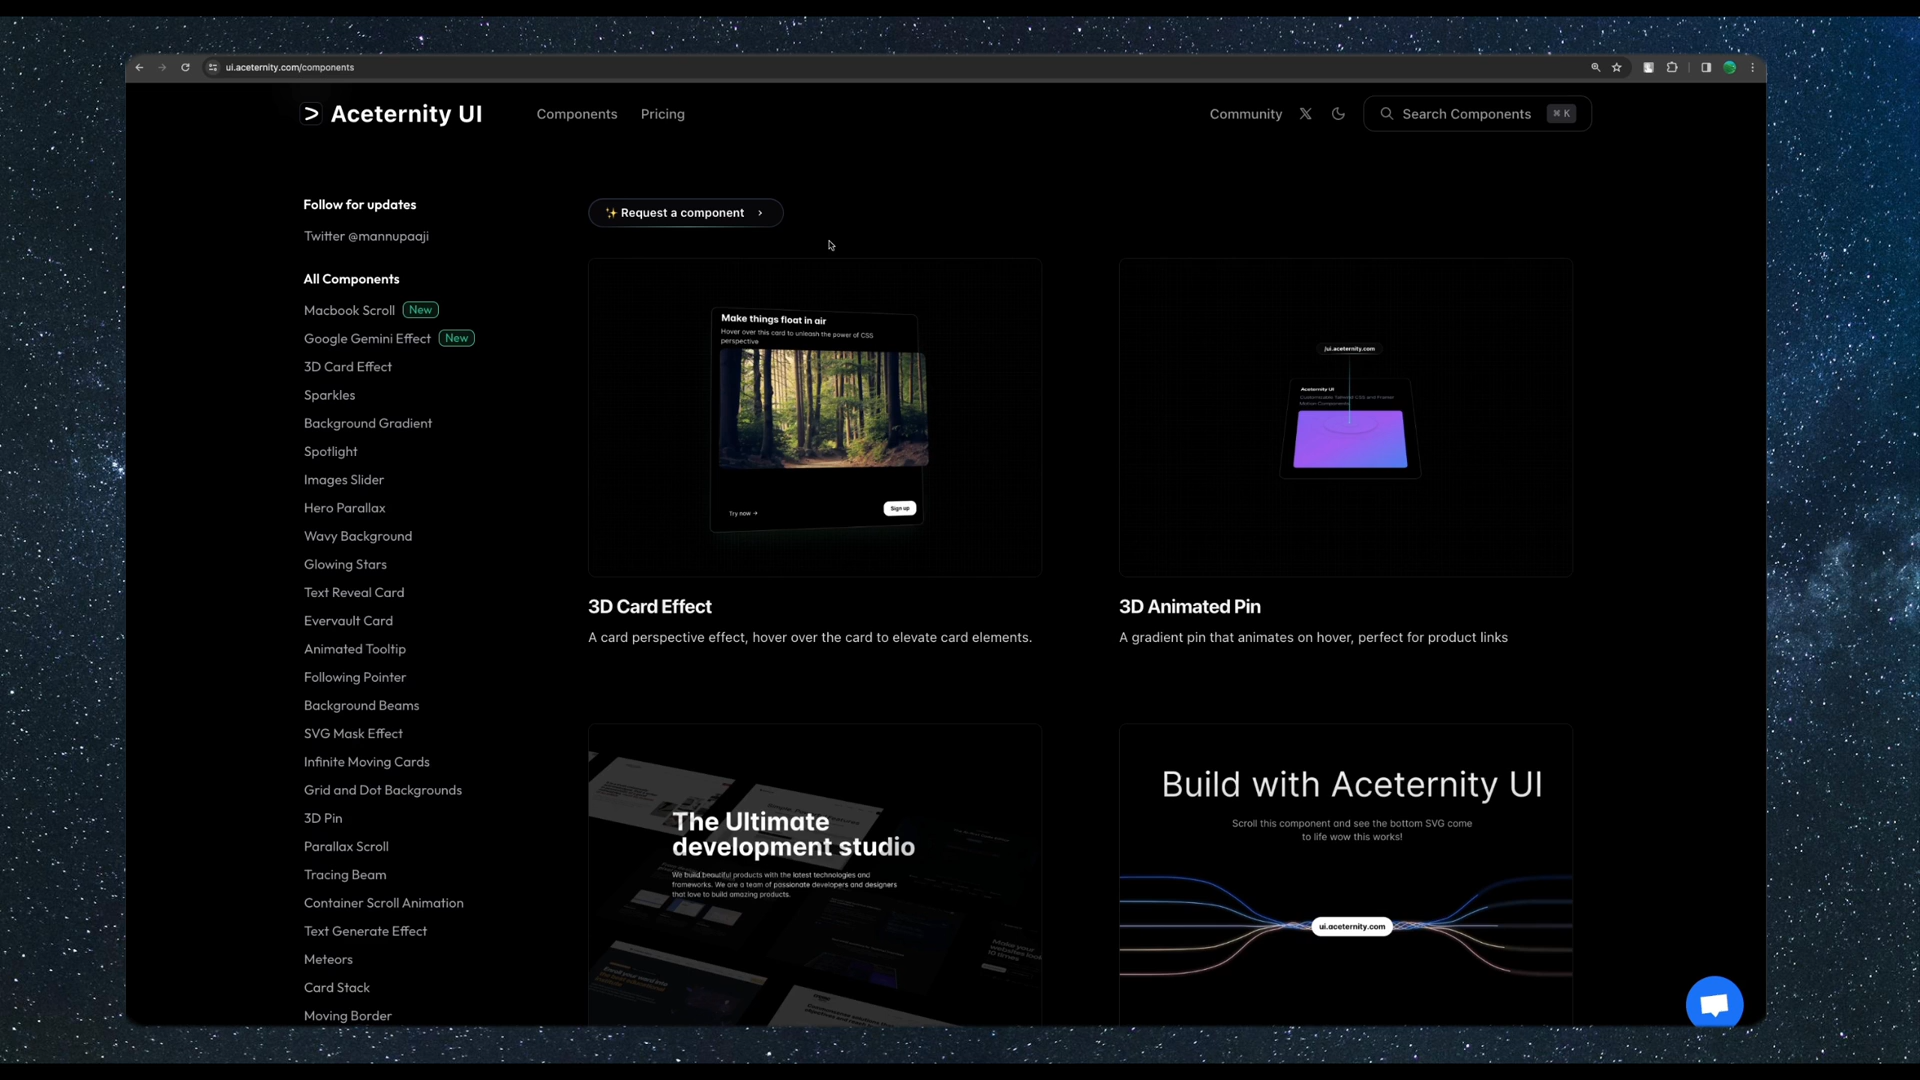 ui.aceternity.com/components
Aceternity UI
Components
Pricing
Community
Search Components
⌘ K
Follow for updates
Twitter @mannupaaji
All Components
Macbook Scroll New
Google Gemini Effect New
3D Card Effect
Sparkles
Background Gradient
Spotlight
Images Slider
Hero Parallax
Wavy Background
Glowing Stars
Text Reveal Card
Evervault Card
Animated Tooltip
Following Pointer
Background Beams
SVG Mask Effect
Infinite Moving Cards
Grid and Dot Backgrounds
3D Pin
Parallax Scroll
Tracing Beam
Container Scroll Animation
Text Generate Effect
Meteors
Card Stack
Moving Border
✨ Request a component ›
Make things float in air
Hover over this card to unleash the power of CSS
perspective
Try now →
Sign up
3D Card Effect
A card perspective effect, hover over the card to elevate card elements.
/ui.aceternity.com
Aceternity UI
Customizable Tailwind CSS and Framer
Motion Components
3D Animated Pin
A gradient pin that animates on hover, perfect for product links
The Ultimate
development studio
We build beautiful products with the latest technologies and
frameworks. We are a team of passionate developers and designers
that love to build amazing products.
Build with Aceternity UI
Scroll this component and see the bottom SVG come
to life wow this works!
ui.aceternity.com